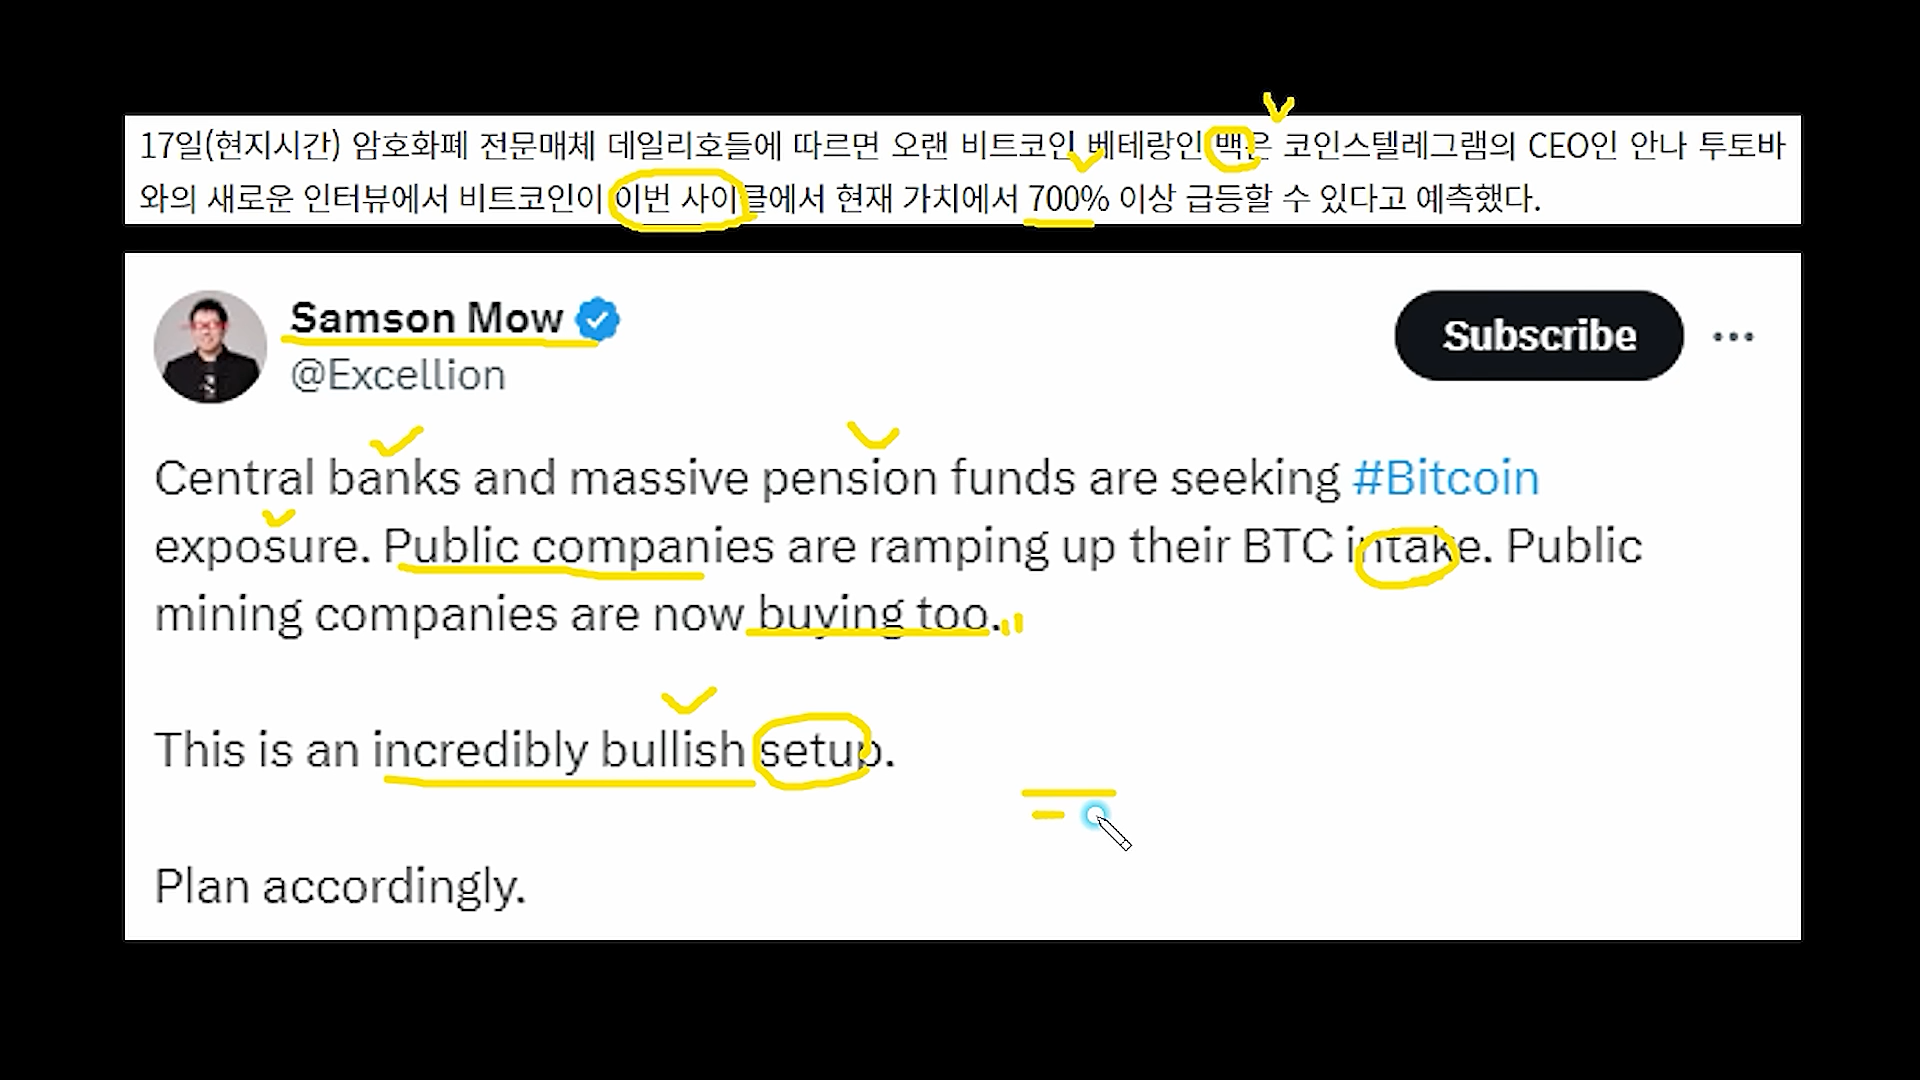 17일(현지시간) 암호화폐 전문매체 데일리호들에 따르면 오랜 비트코인 베테랑인 백은 코인스텔레그램의 CEO인 안나 투토바
와의 새로운 인터뷰에서 비트코인이 이번 사이클에서 현재 가치에서 700% 이상 급등할 수 있다고 예측했다.
Samson Mow
@Excellion
Subscribe
Central banks and massive pension funds are seeking #Bitcoin
exposure. Public companies are ramping up their BTC intake. Public
mining companies are now buying too.
This is an incredibly bullish setup.
Plan accordingly.